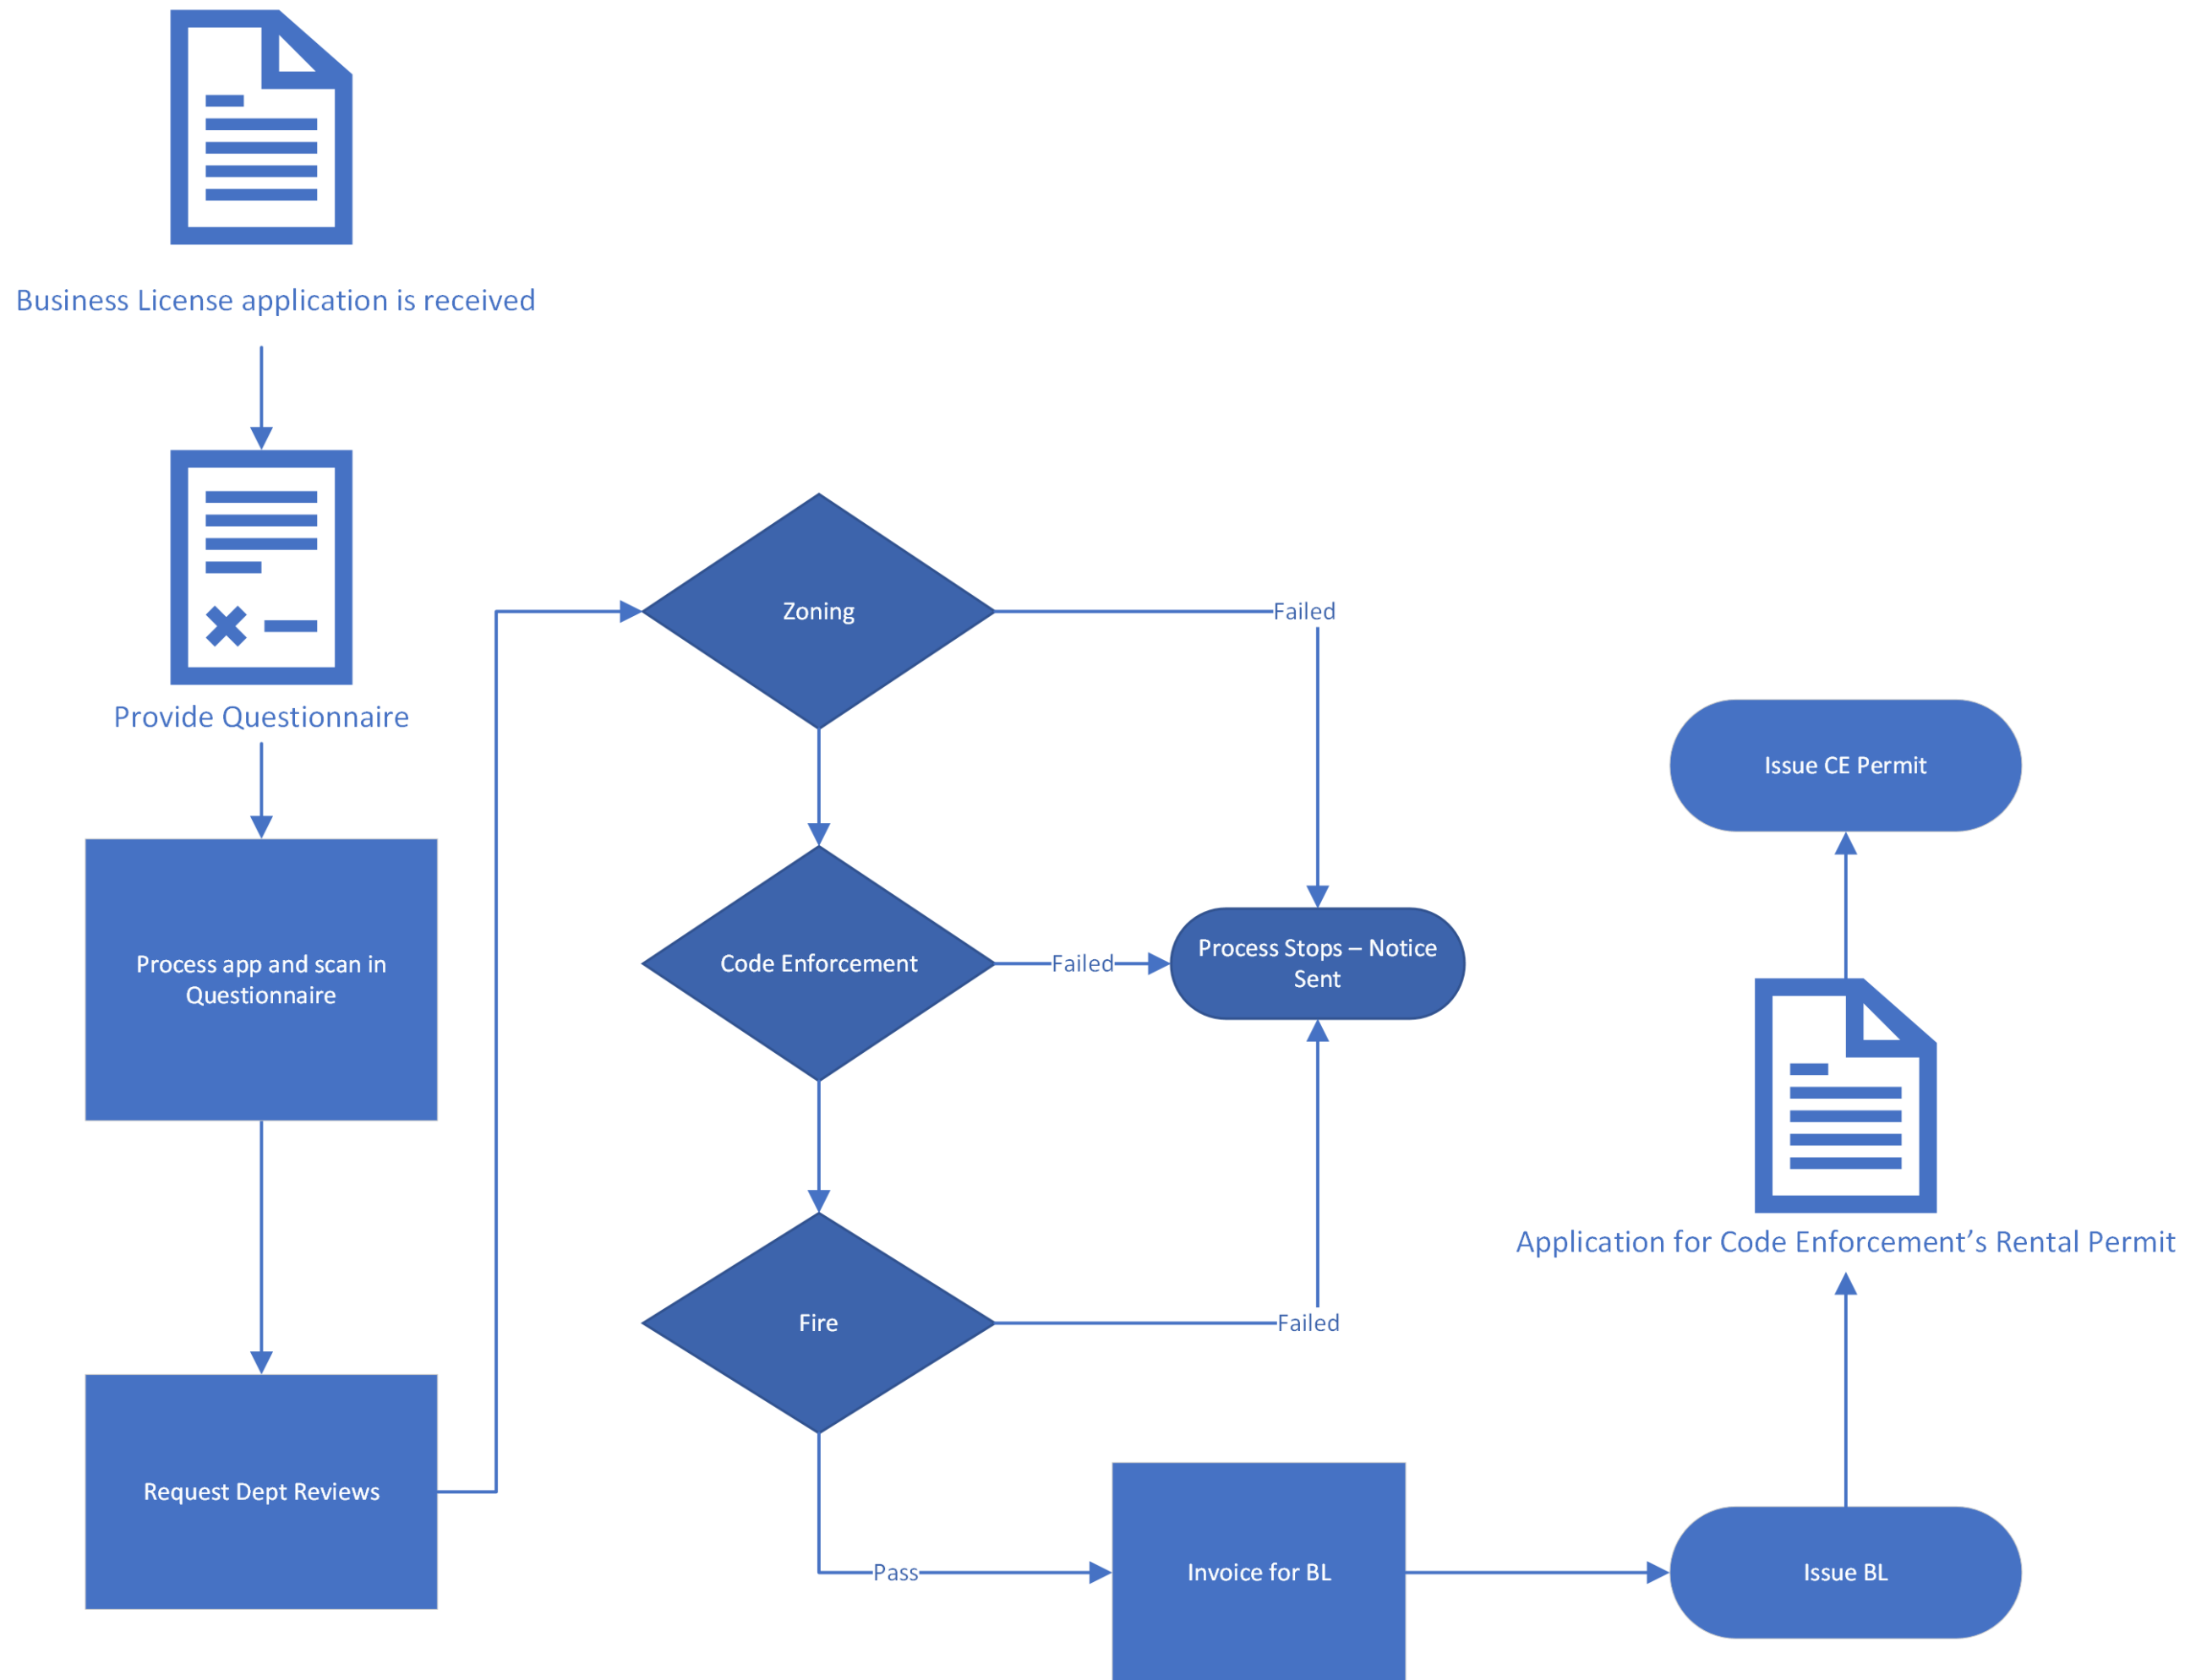 Business License application is received
Provide Questionnaire
Process app and scan in
Questionnaire
Request Dept Reviews
Zoning
Failed
Code Enforcement
Failed
Process Stops – Notice
Sent
Fire
Failed
Pass
Invoice for BL
Issue BL
Application for Code Enforcement’s Rental Permit
Issue CE Permit